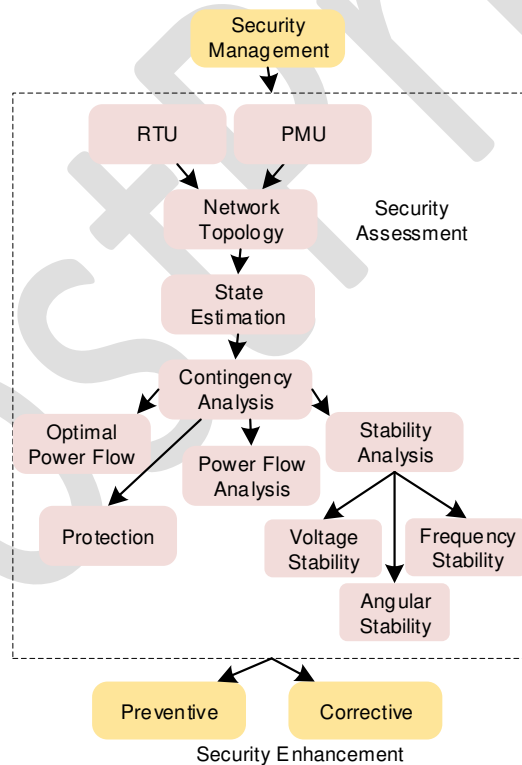 Security
Management
RTU
PMU
Network
Topology
Security
Assessment
State
Estimation
Contingency
Analysis
Optimal
Power Flow
Power Flow
Analysis
Stability
Analysis
Protection
Voltage
Stability
Frequency
Stability
Angular
Stability
Preventive
Corrective
Security Enhancement